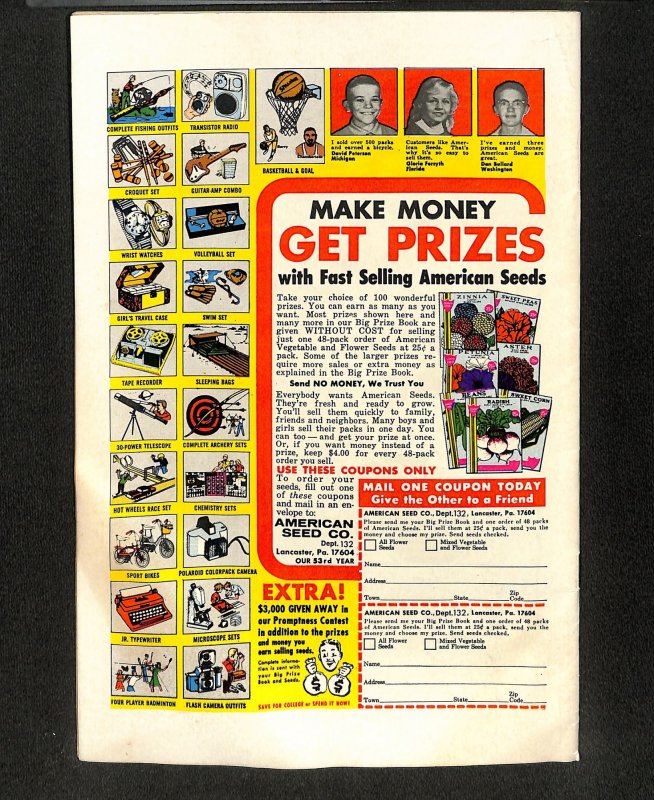 COMPLETE FISHING OUTFITS
TRANSISTOR RADIO
CROQUET SET
GUITAR-AMP COMBO
WRIST WATCHES
VOLLEYBALL SET
GIRL'S TRAVEL CASE
SWIM SET
TAPE RECORDER
SLEEPING BAGS
30-POWER TELESCOPE
COMPLETE ARCHERY SETS
HOT WHEELS RACE SET
CHEMISTRY SETS
SPORT BIKES
POLAROID COLORPACK CAMERA
JR. TYPEWRITER
MICROSCOPE SETS
FOUR PLAYER BADMINTON
FLASH CAMERA OUTFITS
BASKETBALL & GOAL
I sold over 500 packs
and earned a bicycle.
David Peterson
Michigan
Customers like Amer-
ican Seeds. That's
why it's so easy to
sell them.
Gloria Forsyth
Florida
I've earned three
prizes and money.
American Seeds are
great.
Dan Bullard
Washington
MAKE MONEY
GET PRIZES
with Fast Selling American Seeds
Take your choice of 100 wonderful
prizes. You can earn as many as you
want. Most prizes shown here and
many more in our Big Prize Book are
given WITHOUT COST for selling
just one 48-pack order of American
Vegetable and Flower Seeds at 25¢ a
pack. Some of the larger prizes re-
quire more sales or extra money as
explained in the Big Prize Book.
Send NO MONEY, We Trust You
Everybody wants American Seeds.
They're fresh and ready to grow.
You'll sell them quickly to family,
friends and neighbors. Many boys and
girls sell their packs in one day. You
can too — and get your prize at once.
Or, if you want money instead of a
prize, keep $4.00 for every 48-pack
order you sell.
ZINNIA
SWEET PEAS
PETUNIA
ASTER
BEANS
RADISH
SWEET CORN
USE THESE COUPONS ONLY
To order your
seeds, fill out one
of these coupons
and mail in an en-
velope to:
AMERICAN
SEED CO.
Dept. 132
Lancaster, Pa. 17604
OUR 53rd YEAR
MAIL ONE COUPON TODAY
Give the Other to a Friend
AMERICAN SEED CO., Dept. 132, Lancaster, Pa. 17604
Please send me your Big Prize Book and one order of 48 packs
of American Seeds. I'll sell them at 25¢ a pack, send you the
money and choose my prize. Send seeds checked.
All Flower
Seeds
Mixed Vegetable
and Flower Seeds
Name
Address
Town State Zip Code
AMERICAN SEED CO., Dept. 132, Lancaster, Pa. 17604
Please send me your Big Prize Book and one order of 48 packs
of American Seeds. I'll sell them at 25¢ a pack, send you the
money and choose my prize. Send seeds checked.
All Flower
Seeds
Mixed Vegetable
and Flower Seeds
Name
Address
Town State Zip Code
EXTRA!
$3,000 GIVEN AWAY in
our Promptness Contest
in addition to the prizes
and money you
earn selling seeds.
Complete informa-
tion is sent with
your Big Prize
Book and Seeds.
$ $
SAVE FOR COLLEGE or SPEND IT NOW!